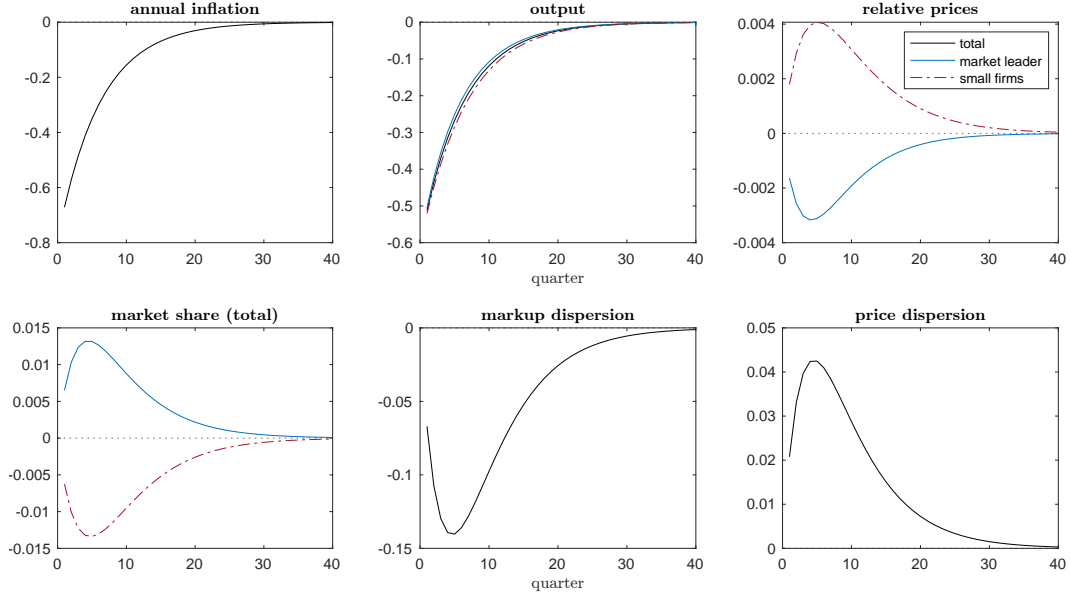 annual inflation
0
-0.2
-0.4
-0.6
-0.8
0 10 20 30 40
output
0
-0.1
-0.2
-0.3
-0.4
-0.5
-0.6
0 10 20 30 40
quarter
relative prices
0.004
0.002
0
-0.002
-0.004
0 10 20 30 40
total
market leader
small firms
market share (total)
0.015
0.01
0.005
0
-0.005
-0.01
-0.015
0 10 20 30 40
markup dispersion
0
-0.05
-0.1
-0.15
0 10 20 30 40
quarter
price dispersion
0.05
0.04
0.03
0.02
0.01
0
0 10 20 30 40